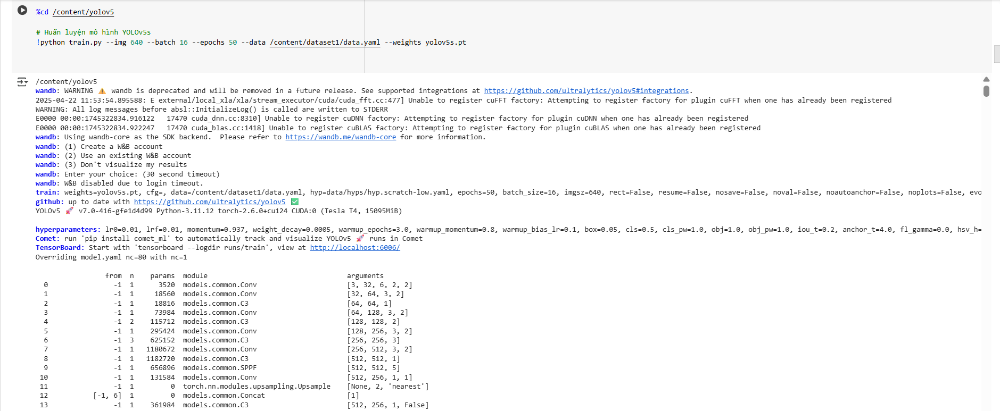 %cd /content/yolov5
# Huấn luyện mô hình YOLOv5s
!python train.py --img 640 --batch 16 --epochs 50 --data /content/dataset1/data.yaml --weights yolov5s.pt
/content/yolov5
wandb: WARNING ⚠️ wandb is deprecated and will be removed in a future release. See supported integrations at https://github.com/ultralytics/yolov5#integrations.
2025-04-22 11:53:54.895588: E external/local_xla/xla/stream_executor/cuda/cuda_fft.cc:477] Unable to register cuFFT factory: Attempting to register factory for plugin cuFFT when one has already been registered
WARNING: All log messages before absl::InitializeLog() is called are written to STDERR
E0000 00:00:1745322834.916122   17470 cuda_dnn.cc:8310] Unable to register cuDNN factory: Attempting to register factory for plugin cuDNN when one has already been registered
E0000 00:00:1745322834.922247   17470 cuda_blas.cc:1418] Unable to register cuBLAS factory: Attempting to register factory for plugin cuBLAS when one has already been registered
wandb: Using wandb-core as the SDK backend.  Please refer to https://wandb.me/wandb-core for more information.
wandb: (1) Create a W&B account
wandb: (2) Use an existing W&B account
wandb: (3) Don't visualize my results
wandb: Enter your choice: (30 second timeout)
wandb: W&B disabled due to login timeout.
train: weights=yolov5s.pt, cfg=, data=/content/dataset1/data.yaml, hyp=data/hyps/hyp.scratch-low.yaml, epochs=50, batch_size=16, imgsz=640, rect=False, resume=False, nosave=False, noval=False, noautoanchor=False, noplots=False, evo
github: up to date with https://github.com/ultralytics/yolov5 ✅
YOLOv5 🚀 v7.0-416-gfe1d4d99 Python-3.11.12 torch-2.6.0+cu124 CUDA:0 (Tesla T4, 15095MiB)
hyperparameters: lr0=0.01, lrf=0.01, momentum=0.937, weight_decay=0.0005, warmup_epochs=3.0, warmup_momentum=0.8, warmup_bias_lr=0.1, box=0.05, cls=0.5, cls_pw=1.0, obj=1.0, obj_pw=1.0, iou_t=0.2, anchor_t=4.0, fl_gamma=0.0, hsv_h=
Comet: run 'pip install comet_ml' to automatically track and visualize YOLOv5 🚀 runs in Comet
TensorBoard: Start with 'tensorboard --logdir runs/train', view at http://localhost:6006/
Overriding model.yaml nc=80 with nc=1
from  n    params  module                                  arguments
0                -1  1      3520  models.common.Conv                      [3, 32, 6, 2, 2]
1                -1  1     18560  models.common.Conv                      [32, 64, 3, 2]
2                -1  1     18816  models.common.C3                        [64, 64, 1]
3                -1  1     73984  models.common.Conv                      [64, 128, 3, 2]
4                -1  2    115712  models.common.C3                        [128, 128, 2]
5                -1  1    295424  models.common.Conv                      [128, 256, 3, 2]
6                -1  3    625152  models.common.C3                        [256, 256, 3]
7                -1  1   1180672  models.common.Conv                      [256, 512, 3, 2]
8                -1  1   1182720  models.common.C3                        [512, 512, 1]
9                -1  1    656896  models.common.SPPF                      [512, 512, 5]
10                -1  1    131584  models.common.Conv                      [512, 256, 1, 1]
11                -1  1         0  torch.nn.modules.upsampling.Upsample    [None, 2, 'nearest']
12           [-1, 6]  1         0  models.common.Concat                    [1]
13                -1  1    361984  models.common.C3                        [512, 256, 1, False]